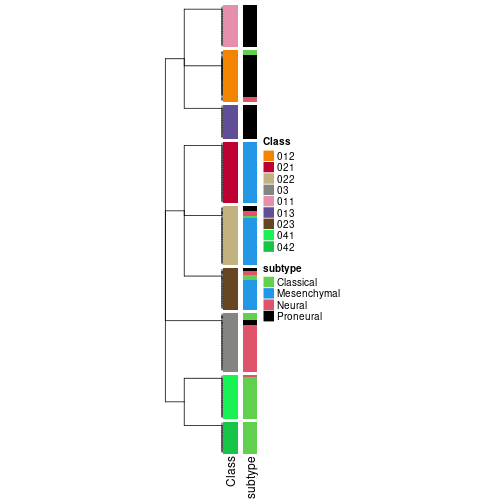 Class
012
021
022
03
011
013
023
041
042
subtype
Classical
Mesenchymal
Neural
Proneural
Class
subtype